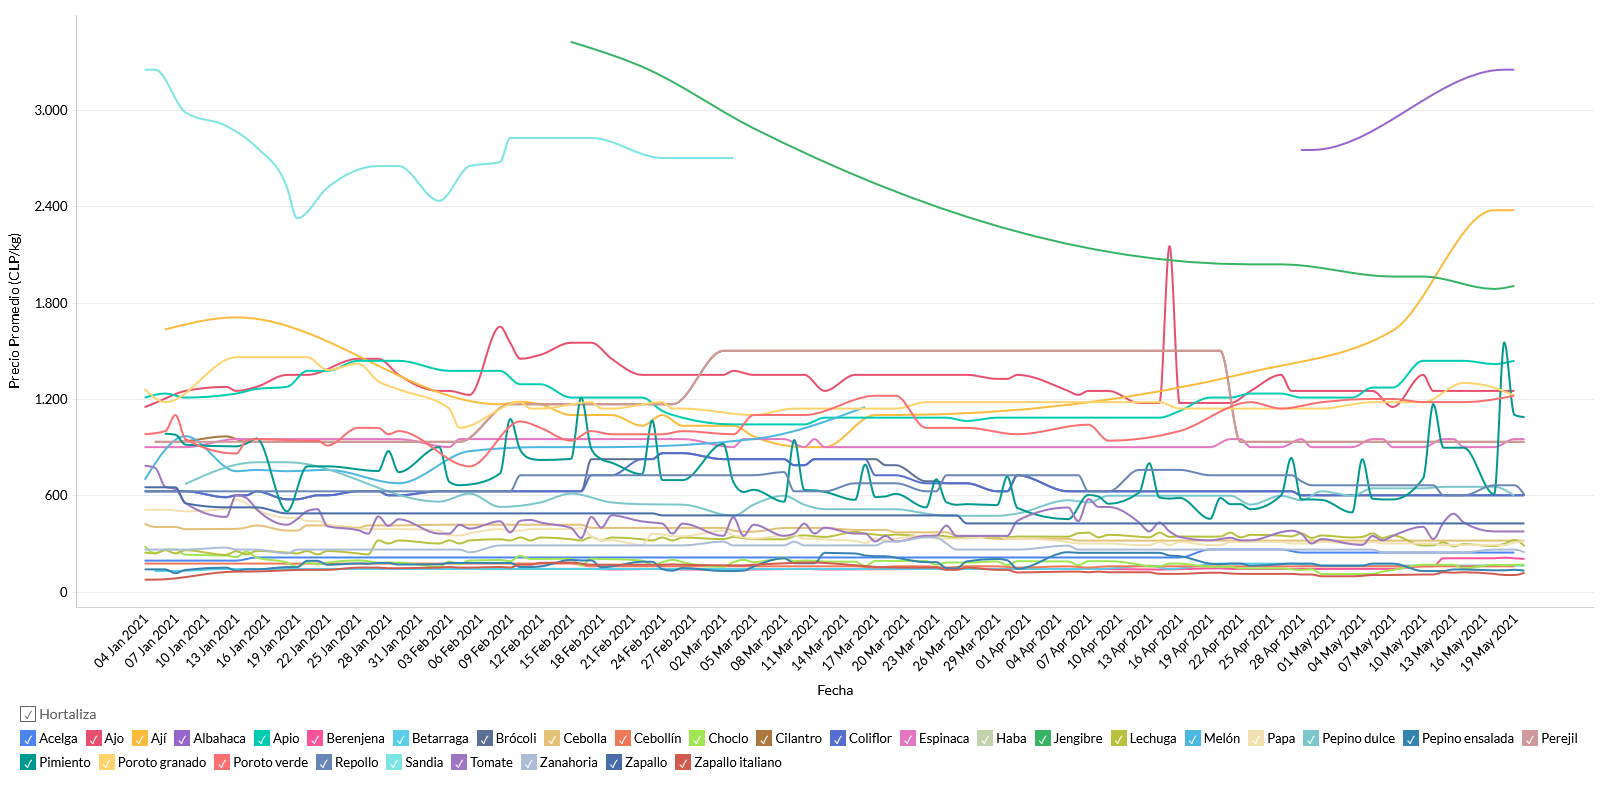 Precio Promedio (CLP/kg)
3.000
2.400
1.800
1.200
600
0
04 Jan 2021
07 Jan 2021
10 Jan 2021
13 Jan 2021
16 Jan 2021
19 Jan 2021
22 Jan 2021
25 Jan 2021
28 Jan 2021
31 Jan 2021
03 Feb 2021
06 Feb 2021
09 Feb 2021
12 Feb 2021
15 Feb 2021
18 Feb 2021
21 Feb 2021
24 Feb 2021
27 Feb 2021
02 Mar 2021
05 Mar 2021
08 Mar 2021
11 Mar 2021
14 Mar 2021
17 Mar 2021
20 Mar 2021
23 Mar 2021
26 Mar 2021
29 Mar 2021
01 Apr 2021
04 Apr 2021
07 Apr 2021
10 Apr 2021
13 Apr 2021
16 Apr 2021
19 Apr 2021
22 Apr 2021
25 Apr 2021
28 Apr 2021
01 May 2021
04 May 2021
07 May 2021
10 May 2021
13 May 2021
16 May 2021
19 May 2021
Fecha
Hortaliza
Acelga Ajo Ají Albahaca Apio Berenjena Betarraga Brócoli Cebolla Cebollín Choclo Cilantro Coliflor Espinaca Haba Jengibre Lechuga Melón Papa Pepino dulce Pepino ensalada Perejil
Pimiento Poroto granado Poroto verde Repollo Sandia Tomate Zanahoria Zapallo Zapallo italiano